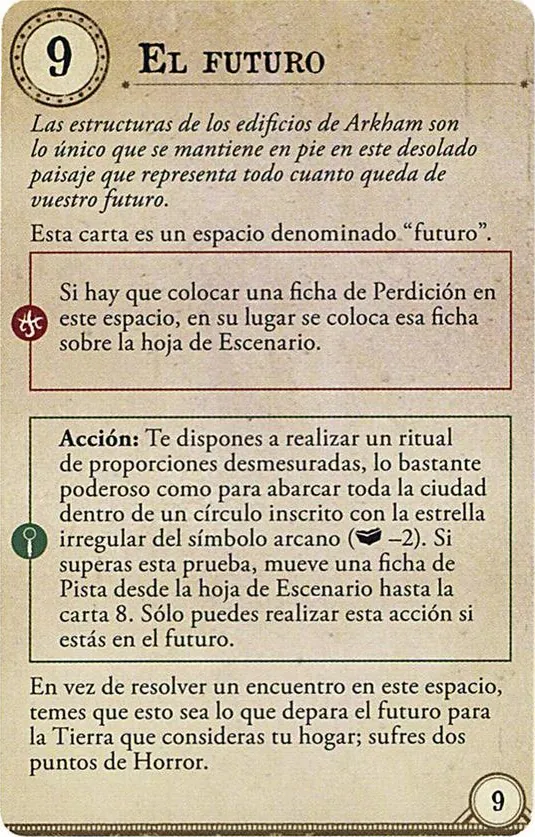 9
El futuro
Las estructuras de los edificios de Arkham son
lo único que se mantiene en pie en este desolado
paisaje que representa todo cuanto queda de
vuestro futuro.
Esta carta es un espacio denominado “futuro”.
Si hay que colocar una ficha de Perdición en
este espacio, en su lugar se coloca esa ficha
sobre la hoja de Escenario.
Acción: Te dispones a realizar un ritual
de proporciones desmesuradas, lo bastante
poderoso como para abarcar toda la ciudad
dentro de un círculo inscrito con la estrella
irregular del símbolo arcano ( –2). Si
superas esta prueba, mueve una ficha de
Pista desde la hoja de Escenario hasta la
carta 8. Sólo puedes realizar esta acción si
estás en el futuro.
En vez de resolver un encuentro en este espacio,
temes que esto sea lo que depara el futuro para
la Tierra que consideras tu hogar; sufres dos
puntos de Horror.
9